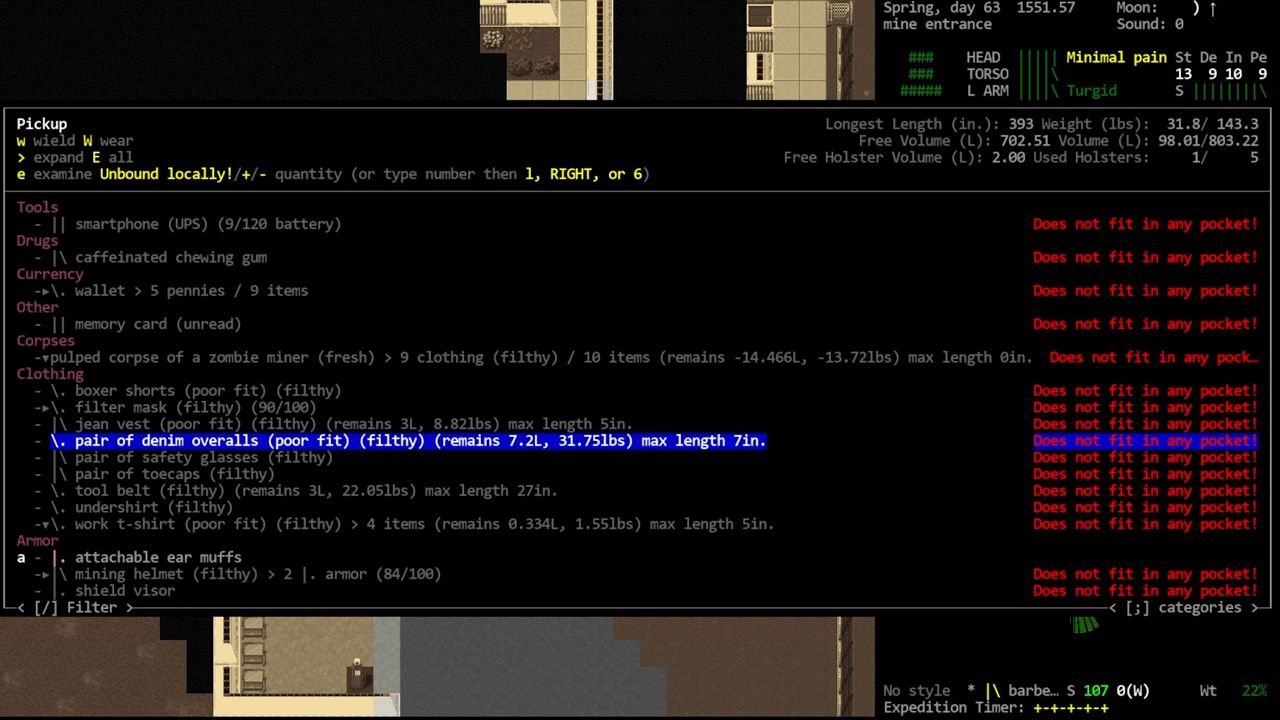 Spring, day 63 1551.57 Moon: ) ↑
mine entrance Sound: 0
### HEAD |||| Minimal pain St De In Pe
### TORSO |\ 13 9 10 9
##### L ARM ||||\ Turgid S ||||||||\
Pickup Longest Length (in.): 393 Weight (lbs): 31.8/ 143.3
w wield W wear Free Volume (L): 702.51 Volume (L): 98.01/803.22
> expand E all Free Holster Volume (L): 2.00 Used Holsters: 1/ 5
e examine Unbound locally!/+/- quantity (or type number then l, RIGHT, or 6)
Tools
- || smartphone (UPS) (9/120 battery) Does not fit in any pocket!
Drugs
- |\ caffeinated chewing gum Does not fit in any pocket!
Currency
-▸\. wallet > 5 pennies / 9 items Does not fit in any pocket!
Other
- || memory card (unread) Does not fit in any pocket!
Corpses
-▾pulped corpse of a zombie miner (fresh) > 9 clothing (filthy) / 10 items (remains -14.466L, -13.72lbs) max length 0in. Does not fit in any pock…
Clothing
- \. boxer shorts (poor fit) (filthy) Does not fit in any pocket!
-▸\. filter mask (filthy) (90/100) Does not fit in any pocket!
- |\ jean vest (poor fit) (filthy) (remains 3L, 8.82lbs) max length 5in. Does not fit in any pocket!
- \. pair of denim overalls (poor fit) (filthy) (remains 7.2L, 31.75lbs) max length 7in. Does not fit in any pocket!
- |\ pair of safety glasses (filthy) Does not fit in any pocket!
- |\ pair of toecaps (filthy) Does not fit in any pocket!
- \. tool belt (filthy) (remains 3L, 22.05lbs) max length 27in. Does not fit in any pocket!
- \. undershirt (filthy) Does not fit in any pocket!
-▾\. work t-shirt (poor fit) (filthy) > 4 items (remains 0.334L, 1.55lbs) max length 5in. Does not fit in any pocket!
Armor
a - |. attachable ear muffs
-▸|\ mining helmet (filthy) > 2 |. armor (84/100) Does not fit in any pocket!
- |. shield visor Does not fit in any pocket!
< [/] Filter > < [;] categories >
No style * |\ barbe… S 107 0(W) Wt 22%
Expedition Timer: +-+-+-+-+